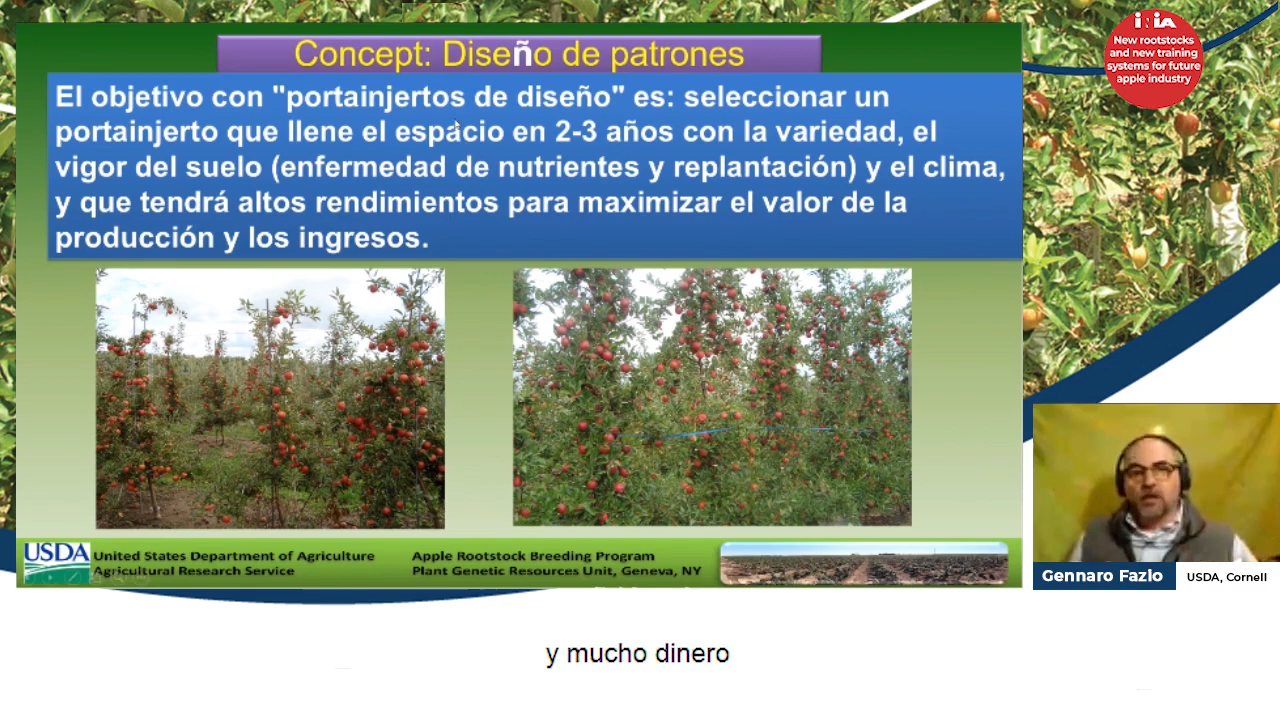 Concept: Diseño de patrones
El objetivo con "portainjertos de diseño" es: seleccionar un
portainjerto que llene el espacio en 2-3 años con la variedad, el
vigor del suelo (enfermedad de nutrientes y replantación) y el clima,
y que tendrá altos rendimientos para maximizar el valor de la
producción y los ingresos.
USDA
United States Department of Agriculture
Agricultural Research Service
Apple Rootstock Breeding Program
Plant Genetic Resources Unit, Geneva, NY
iNiA
New rootstocks
and new training
systems for future
apple industry
Gennaro Fazio
USDA, Cornell
y mucho dinero